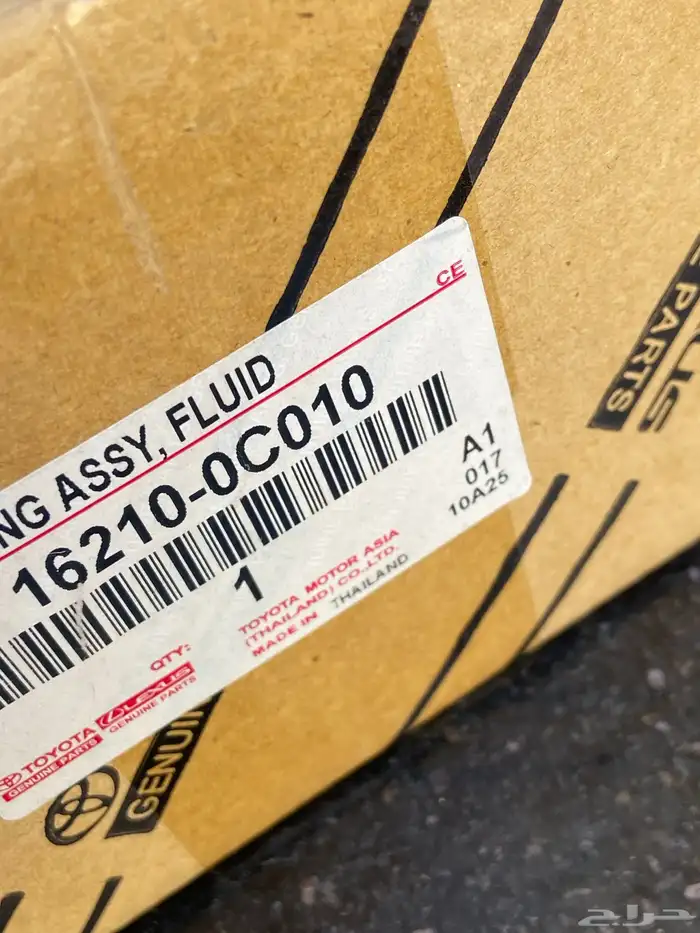 CE
NG ASSY, FLUID
16210-0C010
A1
017
10A25
QTY:
1
TOYOTA MOTOR ASIA
(THAILAND) CO.,LTD.
MADE IN THAILAND
TOYOTA
GENUINE PARTS
LEXUS
GENUINE PARTS
GENUIN
PARTS
حراج